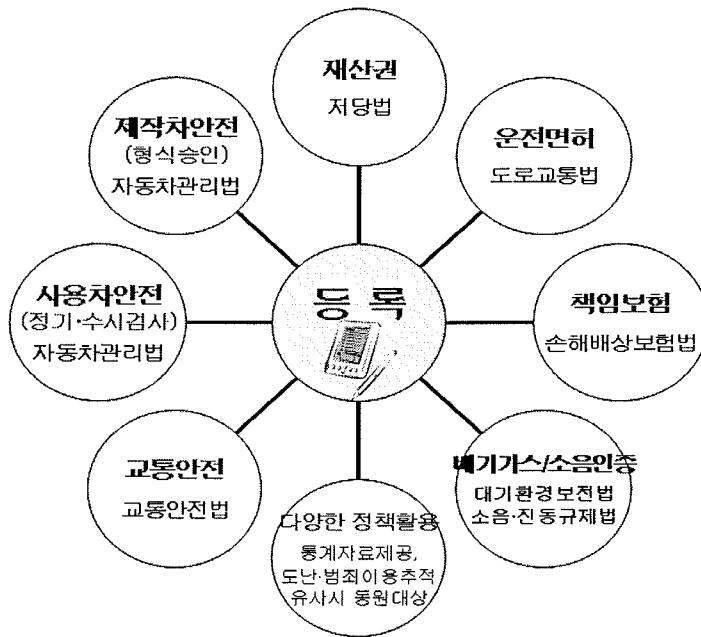 재산권
저당법
제작차안전
(형식승인)
자동차관리법
운전면허
도로교통법
등록
사용차안전
(정기·수시검사)
자동차관리법
책임보험
손해배상보험법
교통안전
교통안전법
배기가스/소음인증
대기환경보전법
소음·진동규제법
다양한 정책활용
통계자료제공,
도난·범죄이용추적
유사시 동원대상